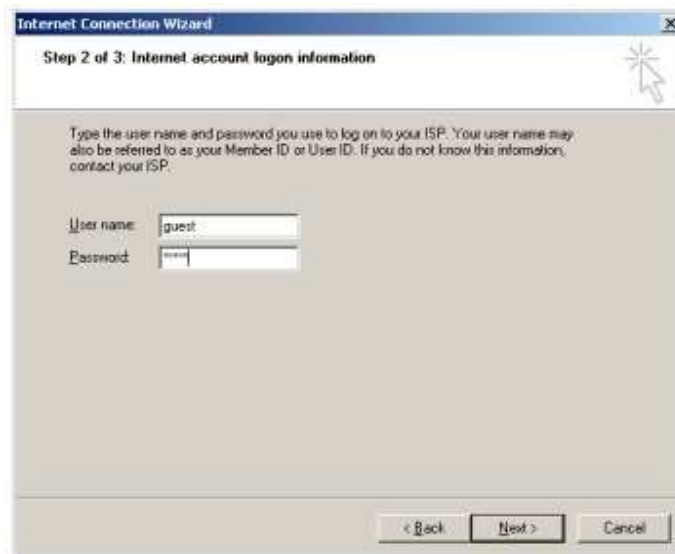 Internet Connection Wizard
Step 2 of 3: Internet account logon information
Type the user name and password you use to log on to your ISP. Your user name may
also be referred to as your Member ID or User ID. If you do not know this information,
contact your ISP.
User name: guest
Password: *****
< Back Next > Cancel